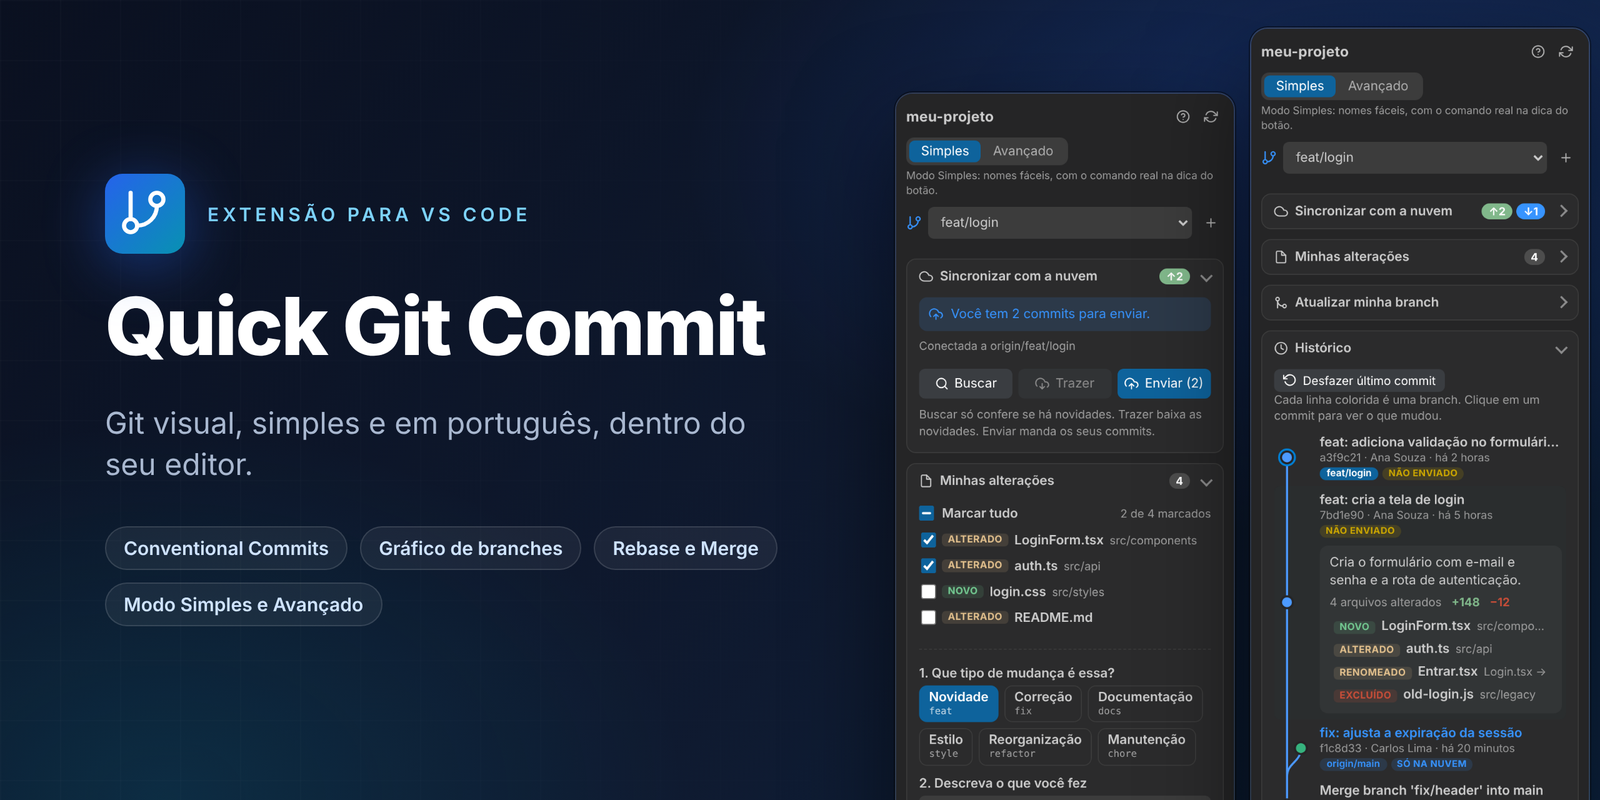 EXTENSÃO PARA VS CODE
Quick Git Commit
Git visual, simples e em português, dentro do
seu editor.
Conventional Commits
Gráfico de branches
Rebase e Merge
Modo Simples e Avançado
meu-projeto
Simples
Avançado
Modo Simples: nomes fáceis, com o comando real na dica do
botão.
feat/login
Sincronizar com a nuvem
↑2
Você tem 2 commits para enviar.
Conectada a origin/feat/login
Buscar
Trazer
Enviar (2)
Buscar só confere se há novidades. Trazer baixa as
novidades. Enviar manda os seus commits.
Minhas alterações
4
Marcar tudo
2 de 4 marcados
ALTERADO LoginForm.tsx src/components
ALTERADO auth.ts src/api
NOVO login.css src/styles
ALTERADO README.md
1. Que tipo de mudança é essa?
Novidade
feat
Correção
fix
Documentação
docs
Estilo
style
Reorganização
refactor
Manutenção
chore
2. Descreva o que você fez
meu-projeto
Simples
Avançado
Modo Simples: nomes fáceis, com o comando real na dica do
botão.
feat/login
Sincronizar com a nuvem
↑2
↓1
Minhas alterações
4
Atualizar minha branch
Histórico
Desfazer último commit
Cada linha colorida é uma branch. Clique em um
commit para ver o que mudou.
feat: adiciona validação no formulári...
a3f9c21 · Ana Souza · há 2 horas
feat/login
NÃO ENVIADO
feat: cria a tela de login
7bd1e90 · Ana Souza · há 5 horas
NÃO ENVIADO
Cria o formulário com e-mail e
senha e a rota de autenticação.
4 arquivos alterados +148 −12
NOVO LoginForm.tsx src/compo...
ALTERADO auth.ts src/api
RENOMEADO Entrar.tsx Login.tsx →
EXCLUÍDO old-login.js src/legacy
fix: ajusta a expiração da sessão
f1c8d33 · Carlos Lima · há 20 minutos
origin/main
SÓ NA NUVEM
Merge branch 'fix/header' into main